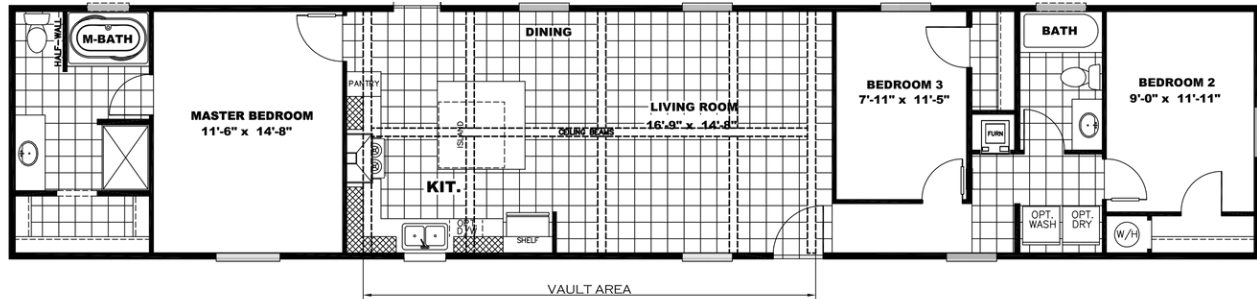 HALF-WALL
M-BATH
MASTER BEDROOM
11'-6" x 14'-8"
PANTRY
ISLAND
KIT.
OPT.
D/W
SHELF
DINING
LIVING ROOM
16'-9" x 14'-8"
CEILING BEAMS
BEDROOM 3
7'-11" x 11'-5"
FURN
BATH
BEDROOM 2
9'-0" x 11'-11"
OPT.
WASH
OPT.
DRY
W/H
VAULT AREA